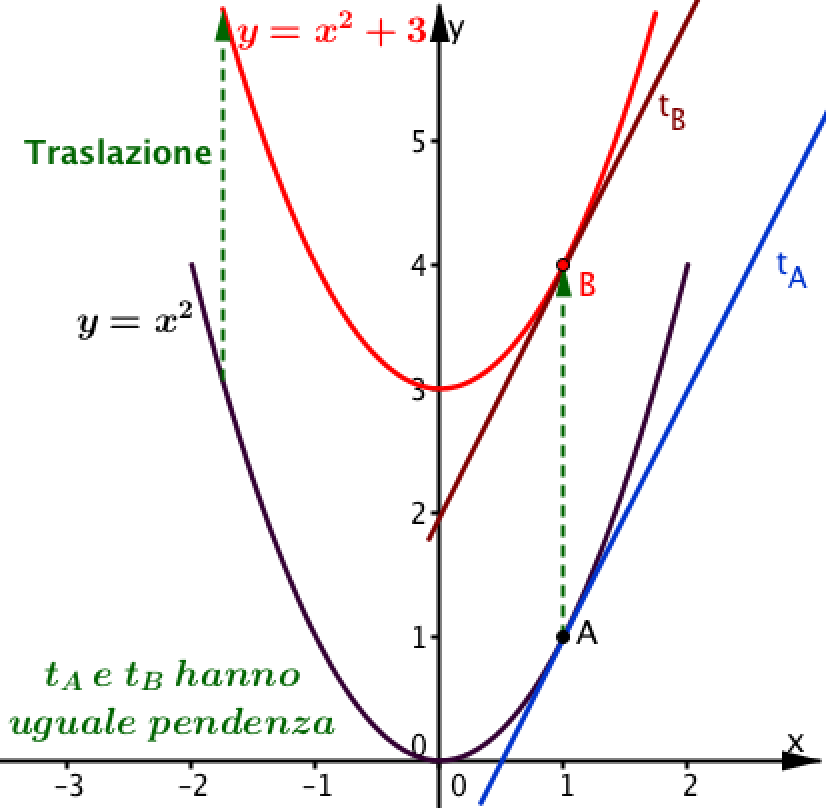 y = x² + 3
y
t_B
Traslazione
5
4
t_A
B
y = x²
3
2
1
A
t_A e t_B hanno
uguale pendenza
0
x
-3
-2
-1
0
1
2